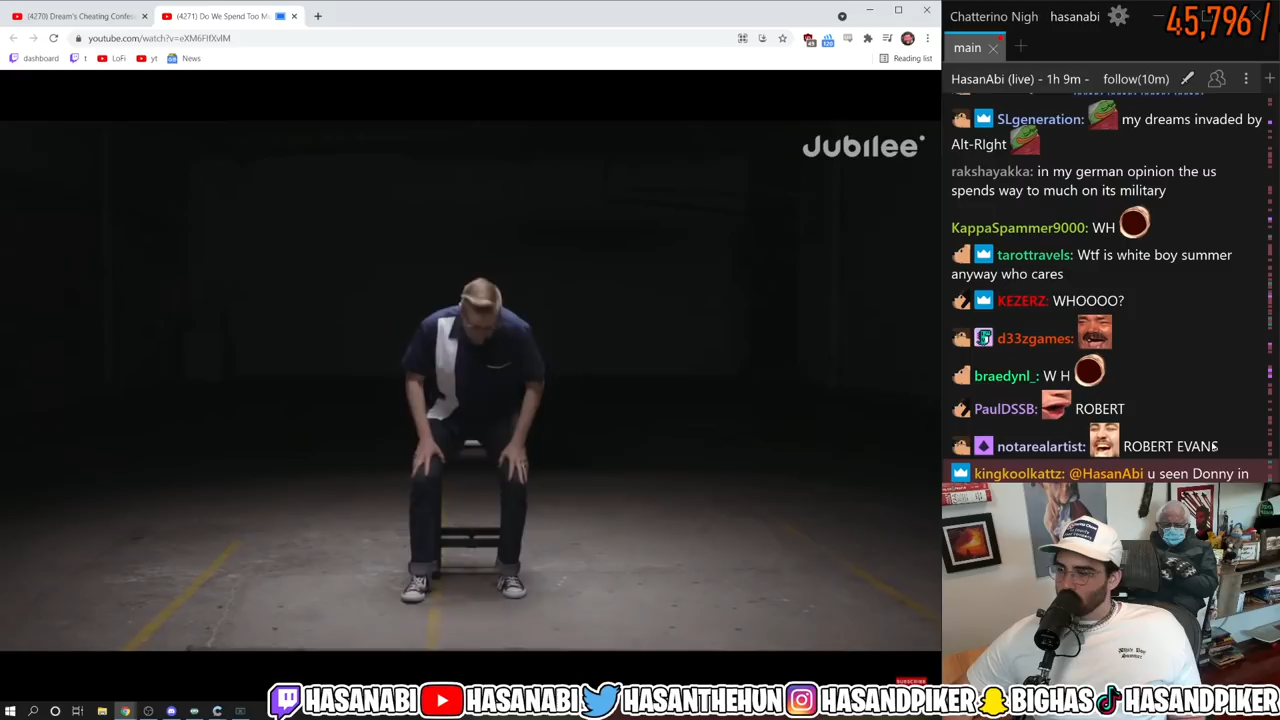 (4270) Dream's Cheating Confes
(4271) Do We Spend Too M
youtube.com/watch?v=eXM6FIfxvlM
dashboard
t
LoFi
yt
News
Reading list
Jubilee
Chatterino Nigh
hasanabi
45,796 /
main
HasanAbi (live) - 1h 9m -
follow(10m)
SLgeneration: my dreams invaded by
Alt-RIght
rakshayakka: in my german opinion the us
spends way to much on its military
KappaSpammer9000: WH
tarottravels: Wtf is white boy summer
anyway who cares
KEZERZ: WHOOOO?
d33zgames:
braedynl_: W H
PaulDSSB: ROBERT
notarealartist: ROBERT EVANS
kingkoolkattz: @HasanAbi u seen Donny in
SUBSCRIBE
HASANABI
HASANABI
HASANTHEHUN
HASANDPIKER
BIGHAS
HASANDPIKER